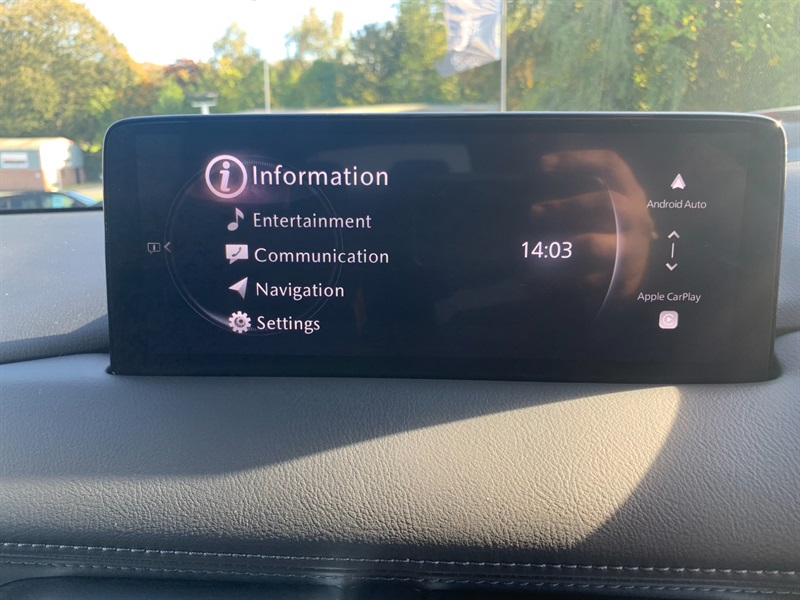 Information
Entertainment
Communication
Navigation
Settings
14:03
Android Auto
Apple CarPlay